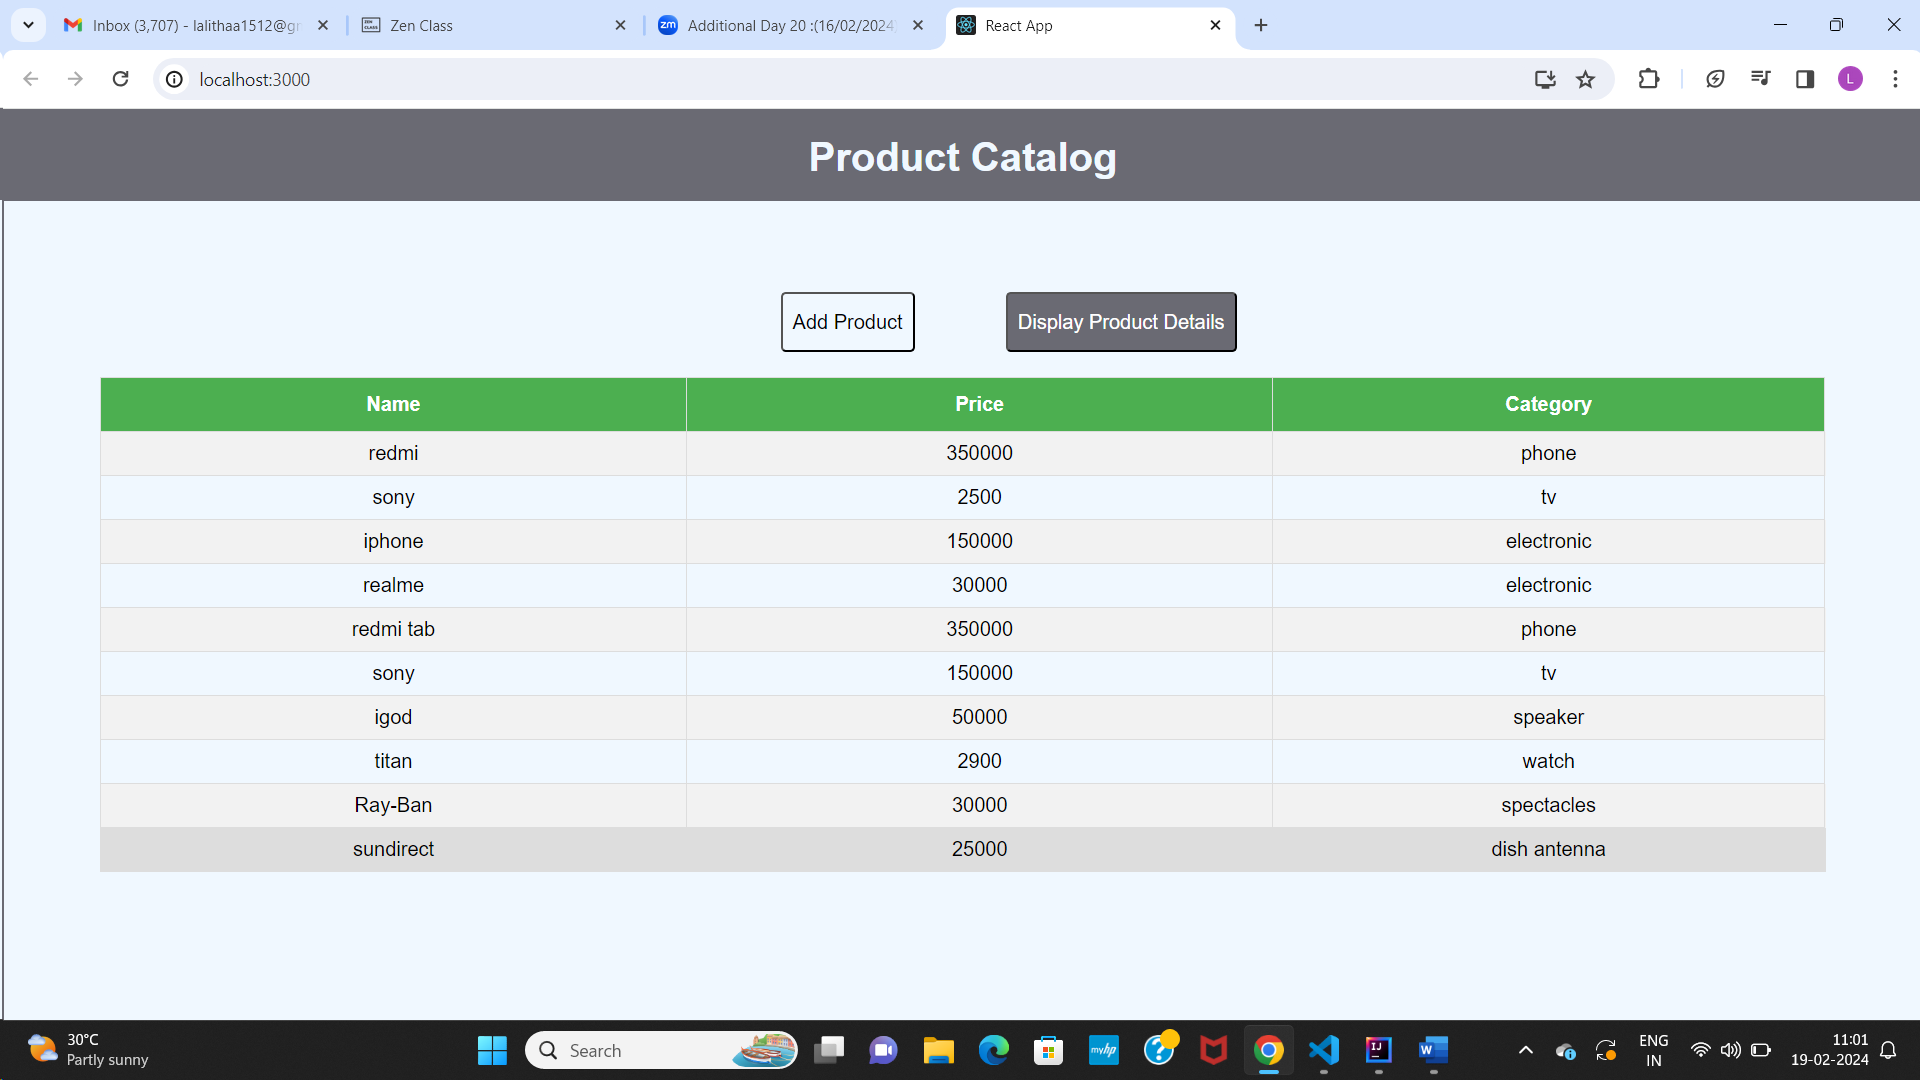 Inbox (3,707) - lalithaa1512@gr
Zen Class
Additional Day 20 :(16/02/2024)
React App
localhost:3000
L
Product Catalog
Add Product
Display Product Details
Name Price Category
redmi 350000 phone
sony 2500 tv
iphone 150000 electronic
realme 30000 electronic
redmi tab 350000 phone
sony 150000 tv
igod 50000 speaker
titan 2900 watch
Ray-Ban 30000 spectacles
sundirect 25000 dish antenna
30°C
Partly sunny
Search
ENG
IN
11:01
19-02-2024